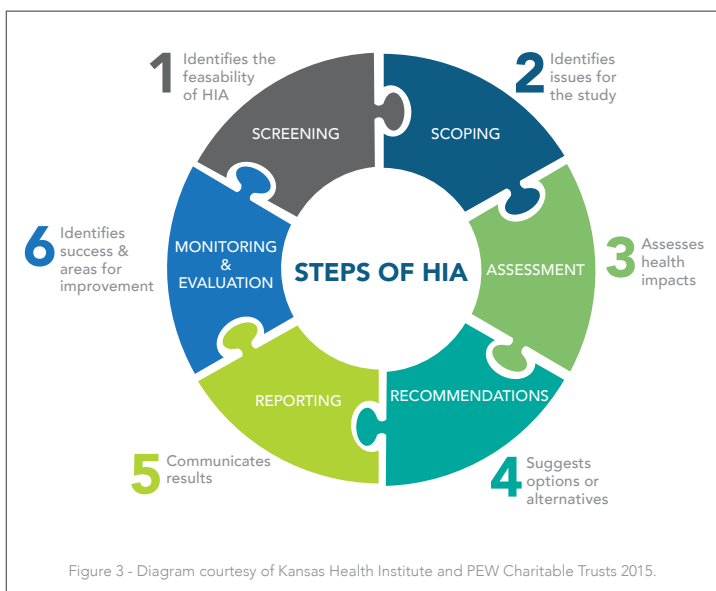 1
Identifies the
feasability
of HIA
SCREENING
2
Identifies
issues for
the study
SCOPING
3
Assesses
health
impacts
ASSESSMENT
4
Suggests
options or
alternatives
RECOMMENDATIONS
5
Communicates
results
REPORTING
6
Identifies
success &
areas for
improvement
MONITORING
&
EVALUATION
STEPS OF HIA
Figure 3 - Diagram courtesy of Kansas Health Institute and PEW Charitable Trusts 2015.